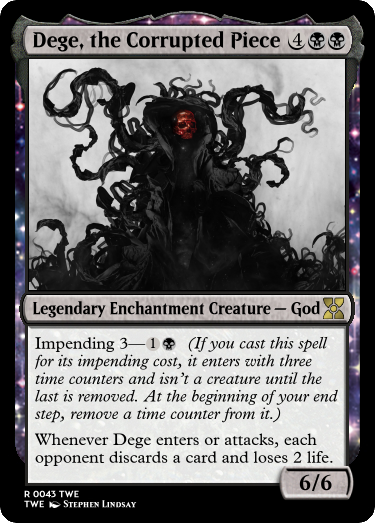 Dege, the Corrupted Piece 4
Legendary Enchantment Creature — God
Impending 3—1 (If you cast this spell
for its impending cost, it enters with three
time counters and isn't a creature until the
last is removed. At the beginning of your end
step, remove a time counter from it.)
Whenever Dege enters or attacks, each
opponent discards a card and loses 2 life.
6/6
R 0043 TWE
TWE Stephen Lindsay